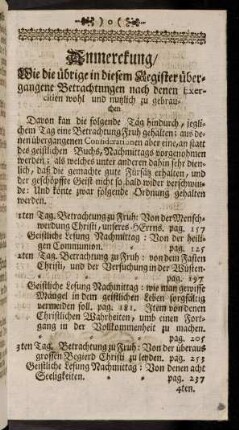 )o(
Anmerckung/
Wie die übrige in diesem Register über-
gangene Betrachtungen nach denen Exer-
citien wohl und nutzlich zu gebrau-
chen
Davon kan die folgende Täg hindurch, jegli-
chem Tag eine Betrachtung Fruh gehalten: aus de-
nen übergangenen Considerationen aber eine, an statt
des geistlichen Buchs, Nachmittags vorgenohmen
werden; als welches unter anderen dahin sehr dien-
lich, daß die gemachte gute Fürsätz erhalten, und
der geschöpffte Geist nicht so bald wider verschwin-
de: Und könte zwar folgende Ordnung gehalten
werden.
1ten Tag. Betrachtung zu Fruh: Von der Mensch-
werdung Christi, unseres HErrns. pag. 157
Geistliche Lesung Nachmittag: Von der heili-
gen Communion. pag. 125
2ten Tag. Betrachtung zu Fruh: von dem Fasten
Christi, und der Versuchung in der Wüsten.
pag. 197
Geistliche Lesung Nachmittag: wie man gewisse
Mängel in dem geistlichen Leben sorgfältig
vermeiden soll. pag. 181. Item von denen
Christlichen Wahrheiten, umb einen Fort-
gang in der Vollkommenheit zu machen.
pag. 205
3ten Tag. Betrachtung zu Fruh: Von der überaus
grossen Begierd Christi zu leyden. pag. 253
Geistliche Lesung Nachmittag: Von denen acht
Seeligkeiten. pag. 237
4ten.